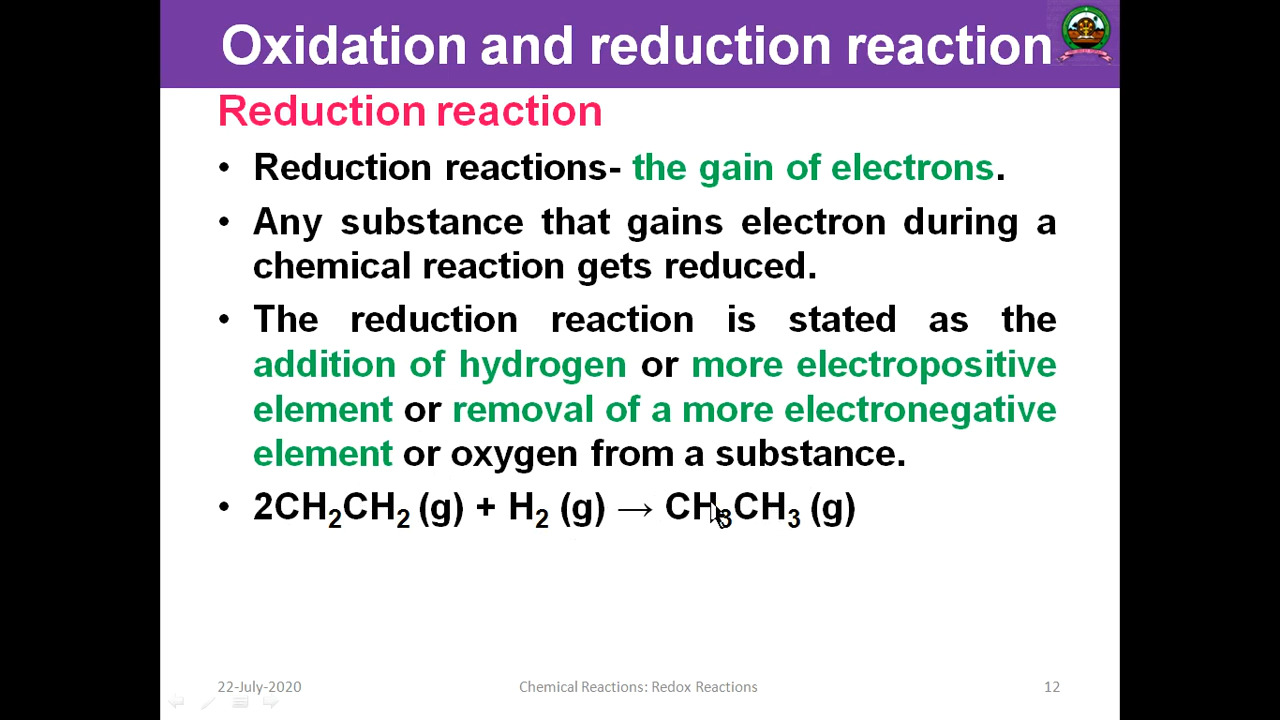 Oxidation and reduction reaction
Reduction reaction
• Reduction reactions- the gain of electrons.
• Any substance that gains electron during a
chemical reaction gets reduced.
• The reduction reaction is stated as the
addition of hydrogen or more electropositive
element or removal of a more electronegative
element or oxygen from a substance.
• 2CH₂CH₂ (g) + H₂ (g) → CH₃CH₃ (g)
22-July-2020 Chemical Reactions: Redox Reactions 12